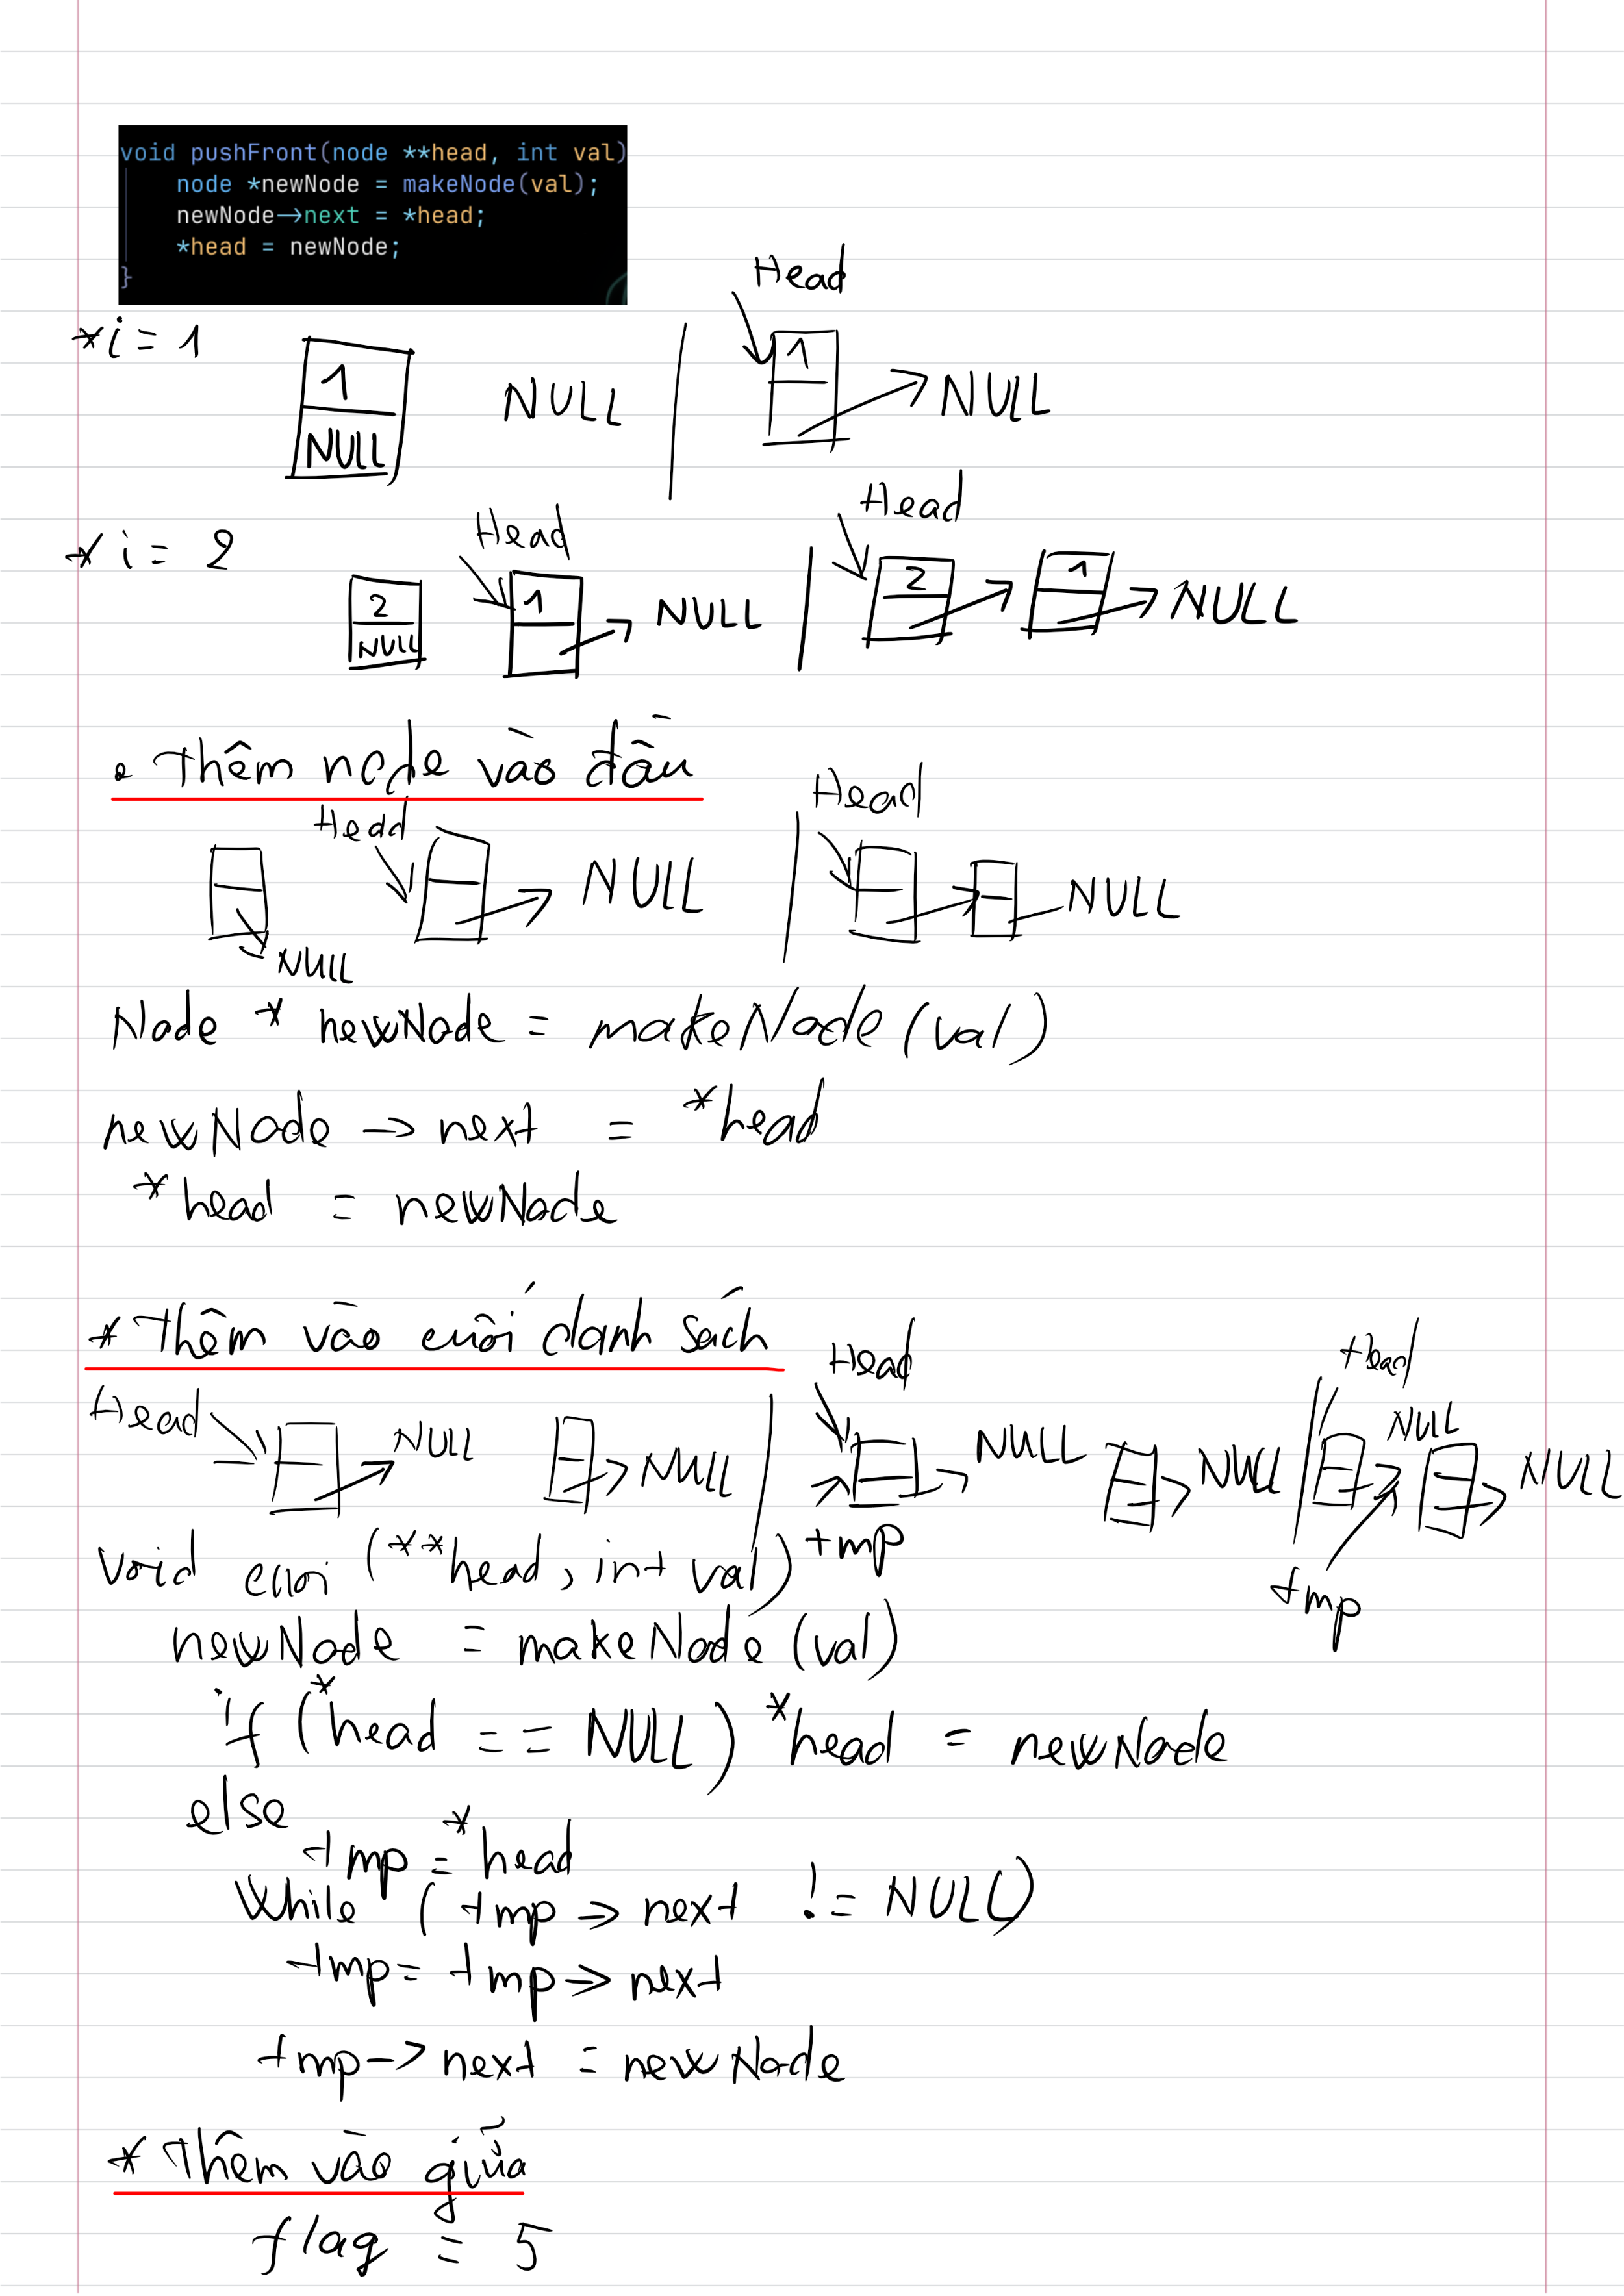 void pushFront(node **head, int val)
node *newNode = makeNode(val);
newNode→next = *head;
*head = newNode;
}
Head
*i = 1
1
NULL
NULL
1
NULL
Head
Head
*i = 2
2
NULL
1
NULL
2
1
NULL
• Thêm node vào đầu
Head
Head
NULL
NULL
NULL
Node * newNode = makeNode (val)
newNode → next = *head
*head = newNode
* Thêm vào cuối danh sách
Head
Head
Head
NULL
NULL
NULL
NULL
NULL
NULL
void cuoi (**head, int val)
tmp
tmp
newNode = makeNode (val)
if (*head == NULL) *head = newNode
else
tmp = *head
While (tmp → next != NULL)
tmp = tmp → next
tmp -> next = newNode
* Thêm vào giữa
flag = 5